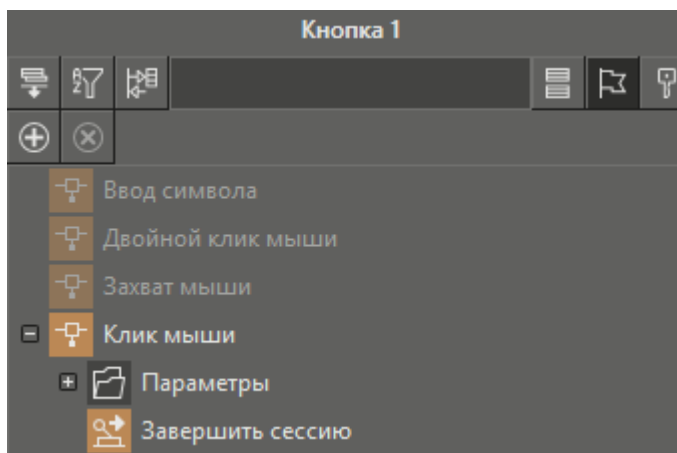 Кнопка 1
Ввод символа
Двойной клик мыши
Захват мыши
Клик мыши
Параметры
Завершить сессию